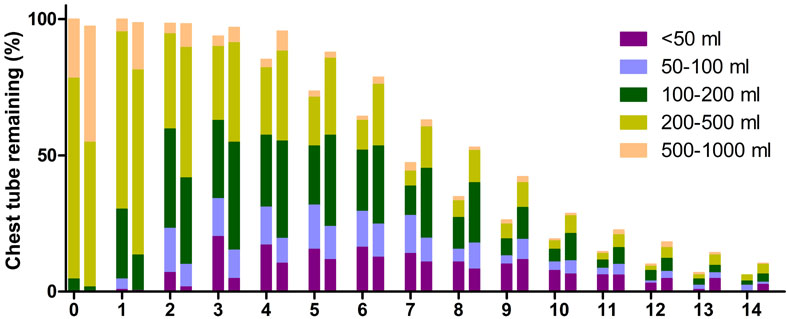 Chest tube remaining (%)
100
50
0
<50 ml
50-100 ml
100-200 ml
200-500 ml
500-1000 ml
0 1 2 3 4 5 6 7 8 9 10 11 12 13 14